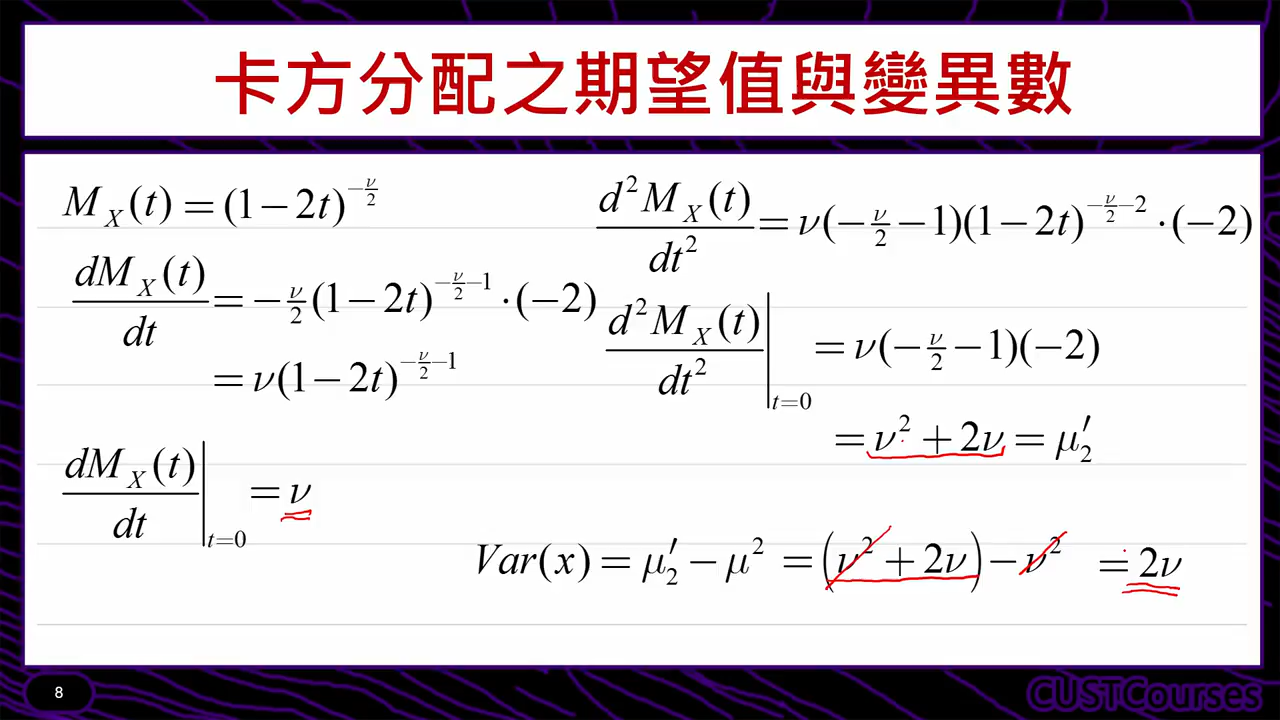 卡方分配之期望值與變異數
M_X(t) = (1−2t)^{−ν/2}
dM_X(t)/dt = −ν/2(1−2t)^{−ν/2−1}·(−2)
= ν(1−2t)^{−ν/2−1}
dM_X(t)/dt|_{t=0} = ν
d²M_X(t)/dt² = ν(−ν/2−1)(1−2t)^{−ν/2−2}·(−2)
d²M_X(t)/dt²|_{t=0} = ν(−ν/2−1)(−2)
= ν² + 2ν = μ′₂
Var(x) = μ′₂ − μ² = (ν² + 2ν) − ν² = 2ν
8
CUSTCourses